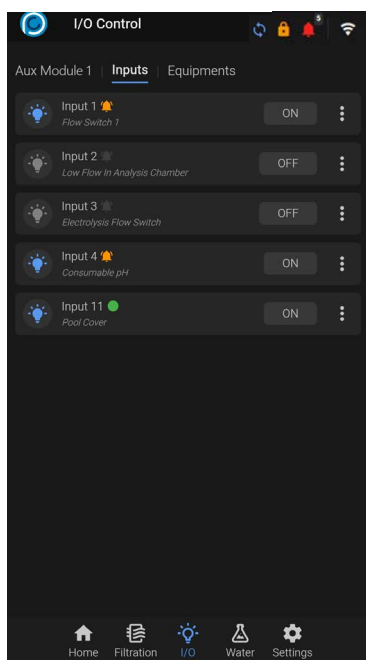 I/O Control
5
Aux Module 1 | Inputs | Equipments
Input 1
Flow Switch 1
ON
Input 2
Low Flow In Analysis Chamber
OFF
Input 3
Electrolysis Flow Switch
OFF
Input 4
Consumable pH
ON
Input 11
Pool Cover
ON
Home Filtration I/O Water Settings